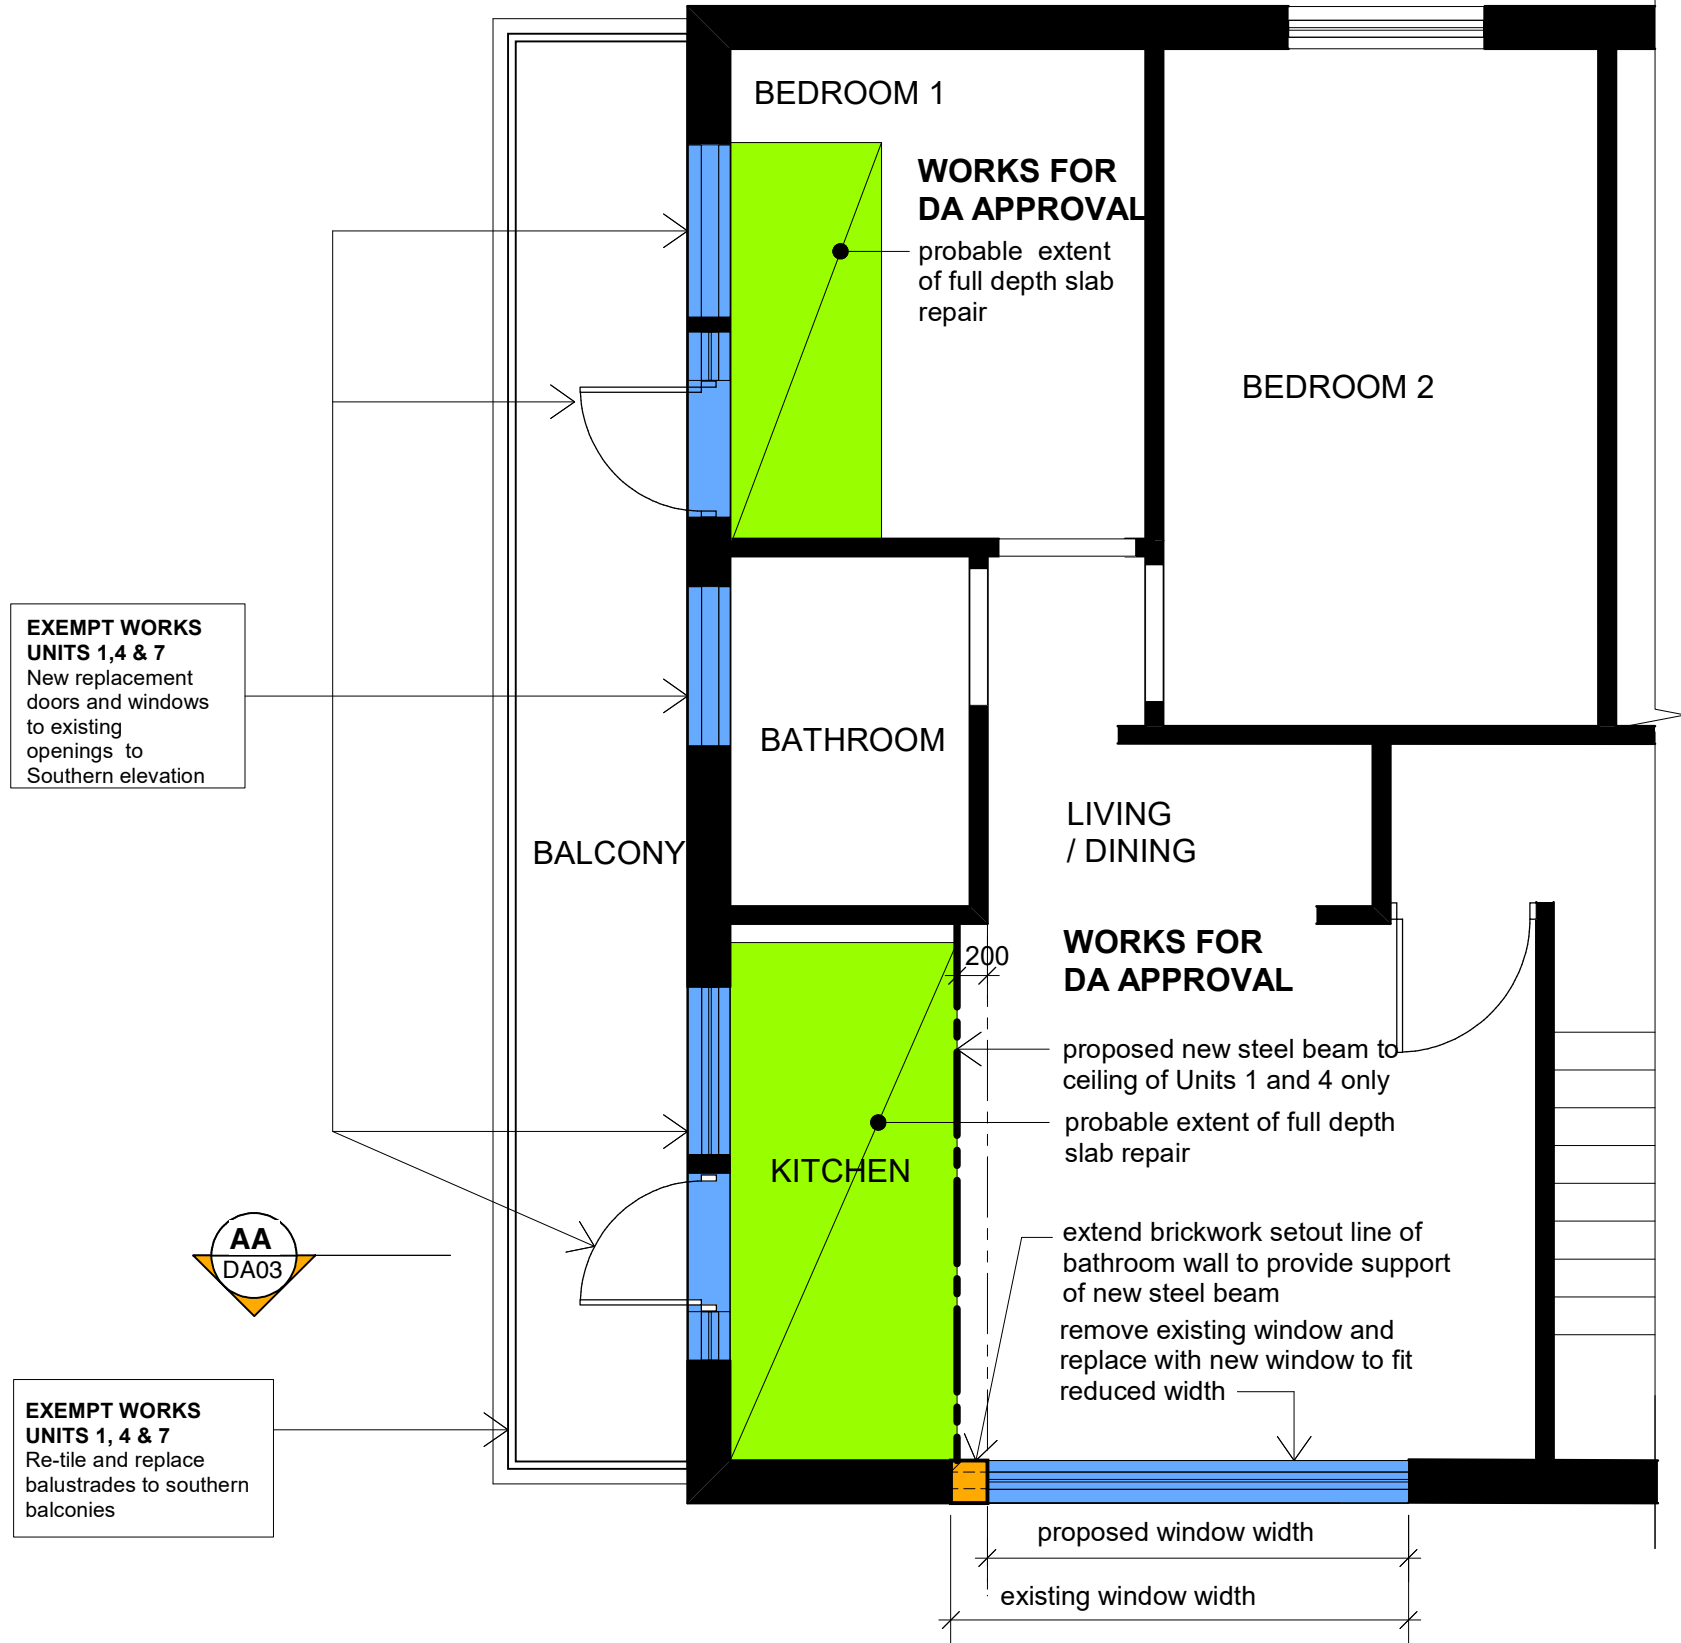 BEDROOM 1
WORKS FOR
DA APPROVAL
probable extent
of full depth slab
repair
BEDROOM 2
EXEMPT WORKS
UNITS 1,4 & 7
New replacement
doors and windows
to existing
openings to
Southern elevation
BATHROOM
BALCONY
LIVING
/ DINING
WORKS FOR
DA APPROVAL
200
proposed new steel beam to
ceiling of Units 1 and 4 only
probable extent of full depth
slab repair
KITCHEN
AA
DA03
extend brickwork setout line of
bathroom wall to provide support
of new steel beam
remove existing window and
replace with new window to fit
reduced width
EXEMPT WORKS
UNITS 1, 4 & 7
Re-tile and replace
balustrades to southern
balconies
proposed window width
existing window width